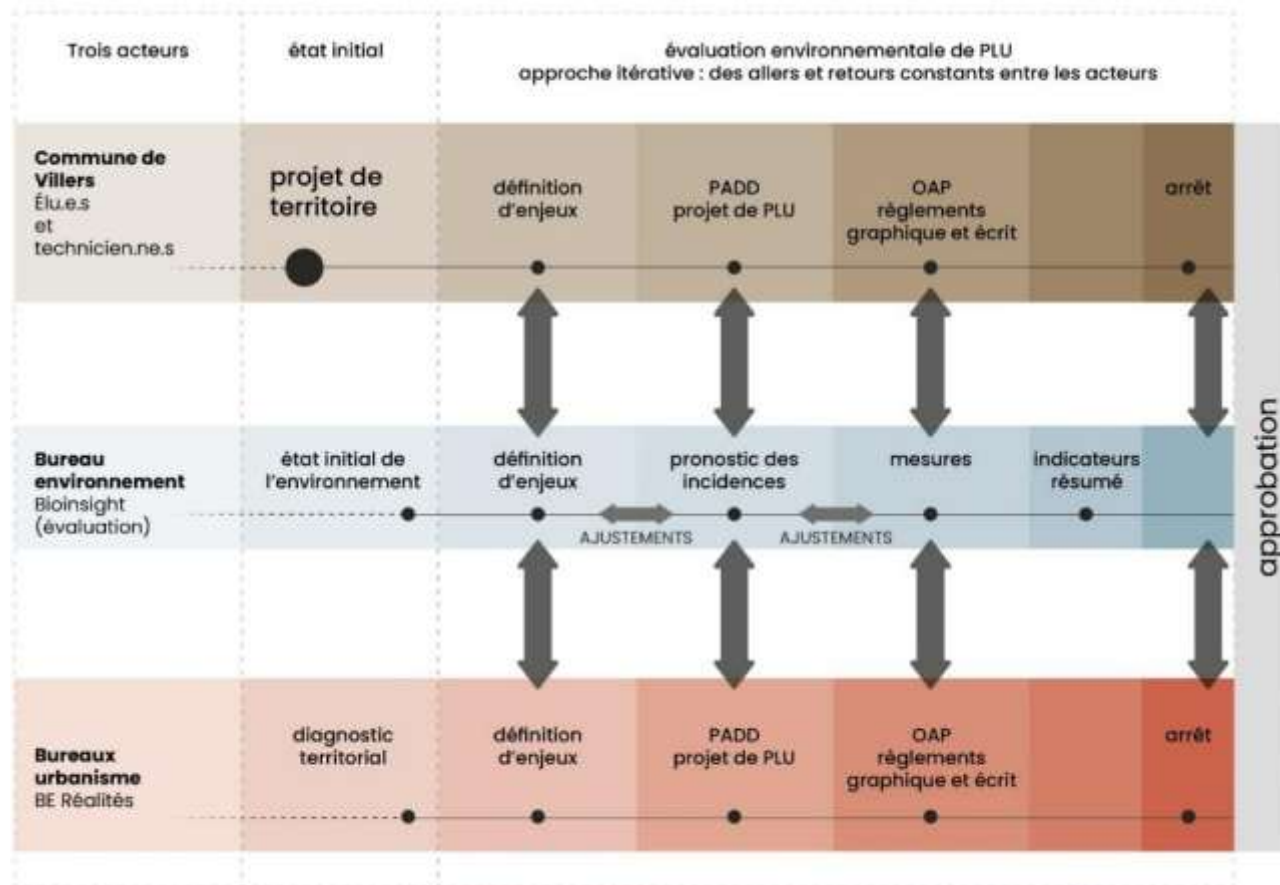 Trois acteurs
état initial
évaluation environnementale de PLU
approche itérative : des allers et retours constants entre les acteurs
Commune de
Villers
Élu.e.s
et
technicien.ne.s
projet de
territoire
définition
d'enjeux
PADD
projet de PLU
OAP
règlements
graphique et écrit
arrêt
Bureau
environnement
Bioinsight
(évaluation)
état initial de
l'environnement
définition
d'enjeux
pronostic des
incidences
mesures
indicateurs
résumé
AJUSTEMENTS
AJUSTEMENTS
Bureaux
urbanisme
BE Réalités
diagnostic
territorial
définition
d'enjeux
PADD
projet de PLU
OAP
règlements
graphique et écrit
arrêt
approbation